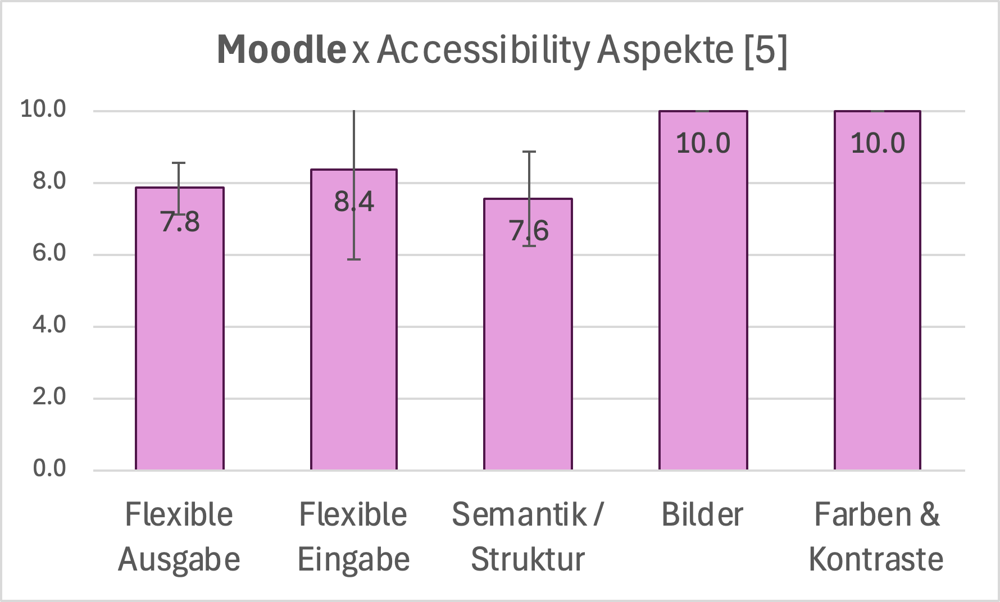 Moodle x Accessibility Aspekte [5]
10.0
8.0
6.0
4.0
2.0
0.0
7.8
8.4
7.6
10.0
10.0
Flexible
Ausgabe
Flexible
Eingabe
Semantik /
Struktur
Bilder
Farben &
Kontraste